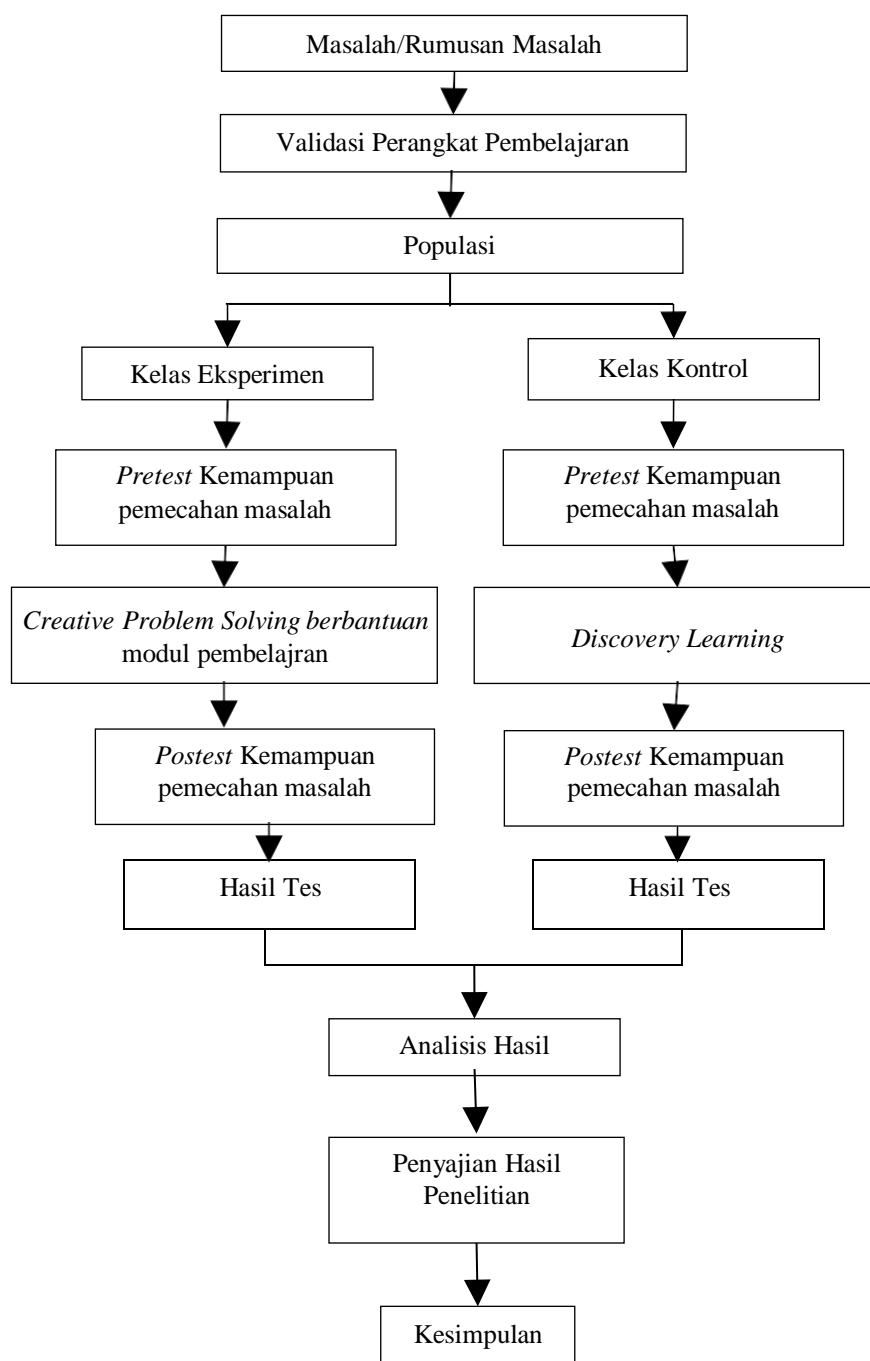 Masalah/Rumusan Masalah
Validasi Perangkat Pembelajaran
Populasi
Kelas Eksperimen
Kelas Kontrol
Pretest Kemampuan
pemecahan masalah
Pretest Kemampuan
pemecahan masalah
Creative Problem Solving berbantuan
modul pembelajran
Discovery Learning
Postest Kemampuan
pemecahan masalah
Postest Kemampuan
pemecahan masalah
Hasil Tes
Hasil Tes
Analisis Hasil
Penyajian Hasil
Penelitian
Kesimpulan